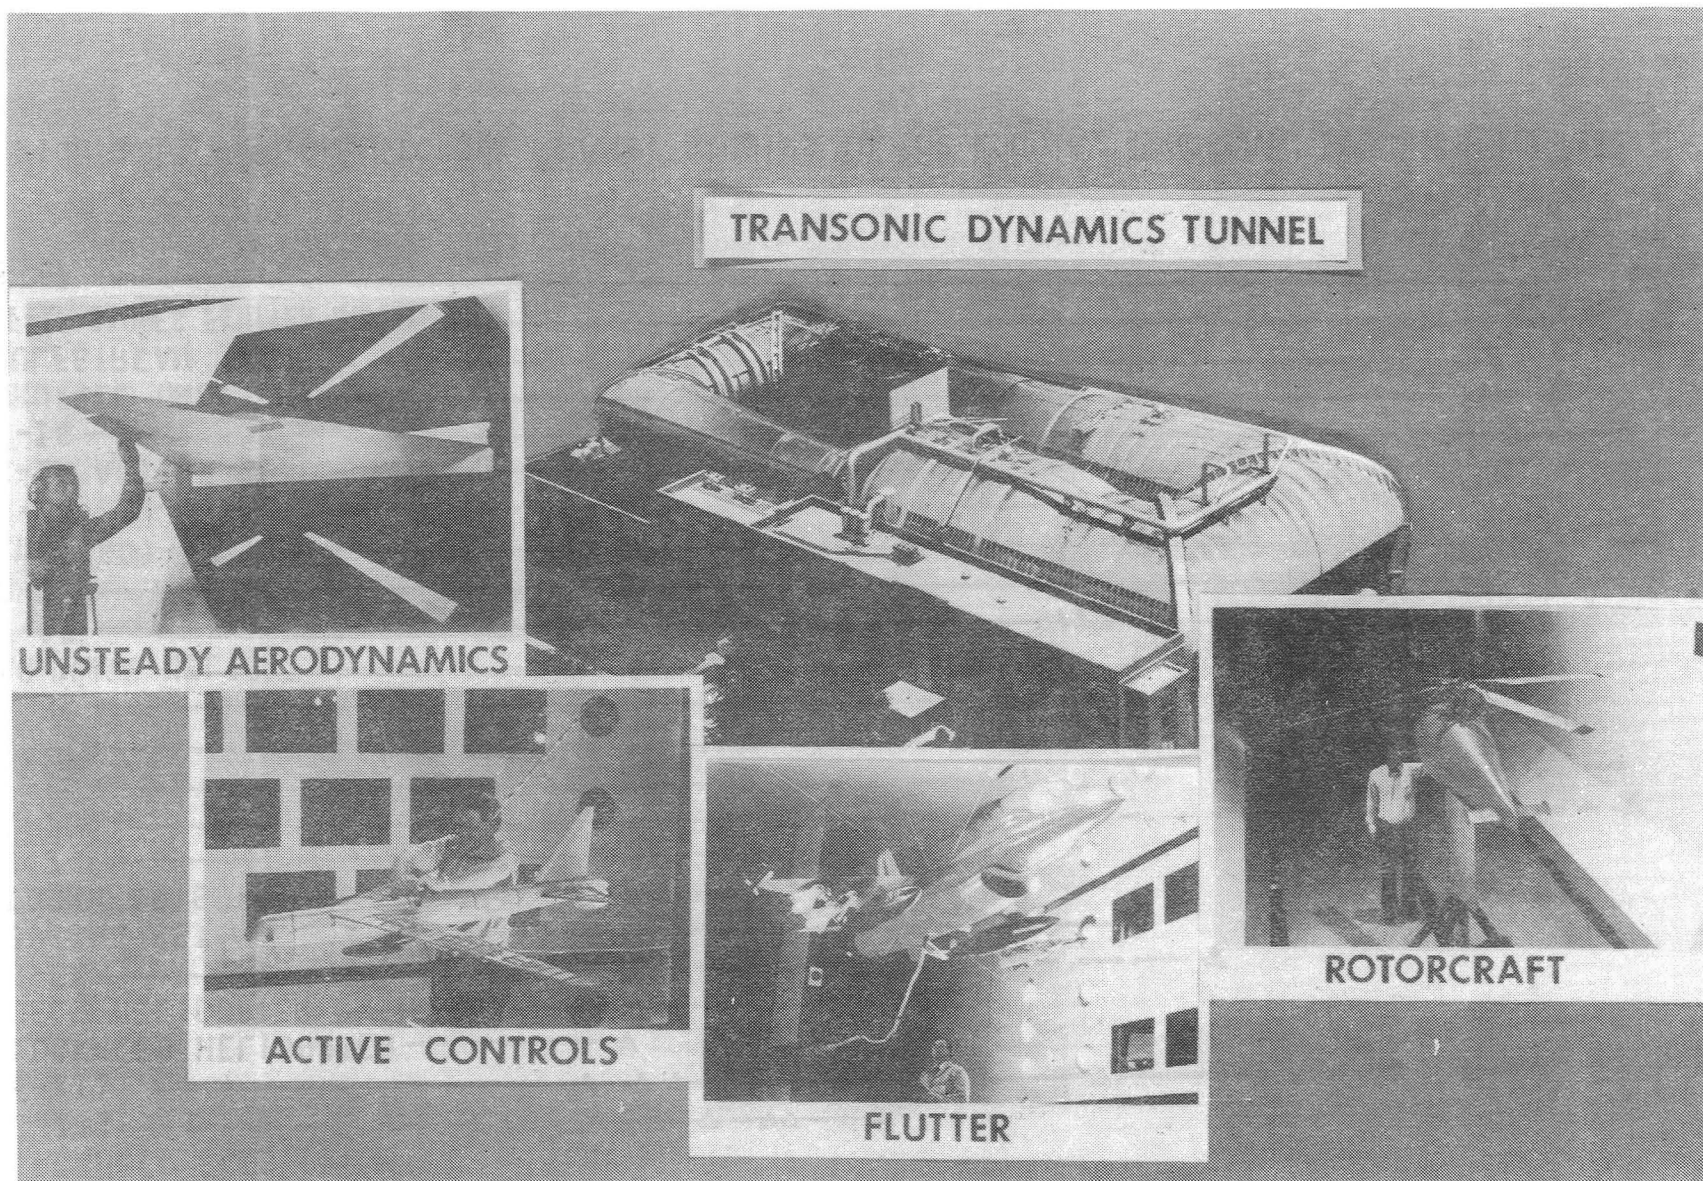 TRANSONIC DYNAMICS TUNNEL
UNSTEADY AERODYNAMICS
ACTIVE CONTROLS
FLUTTER
ROTORCRAFT